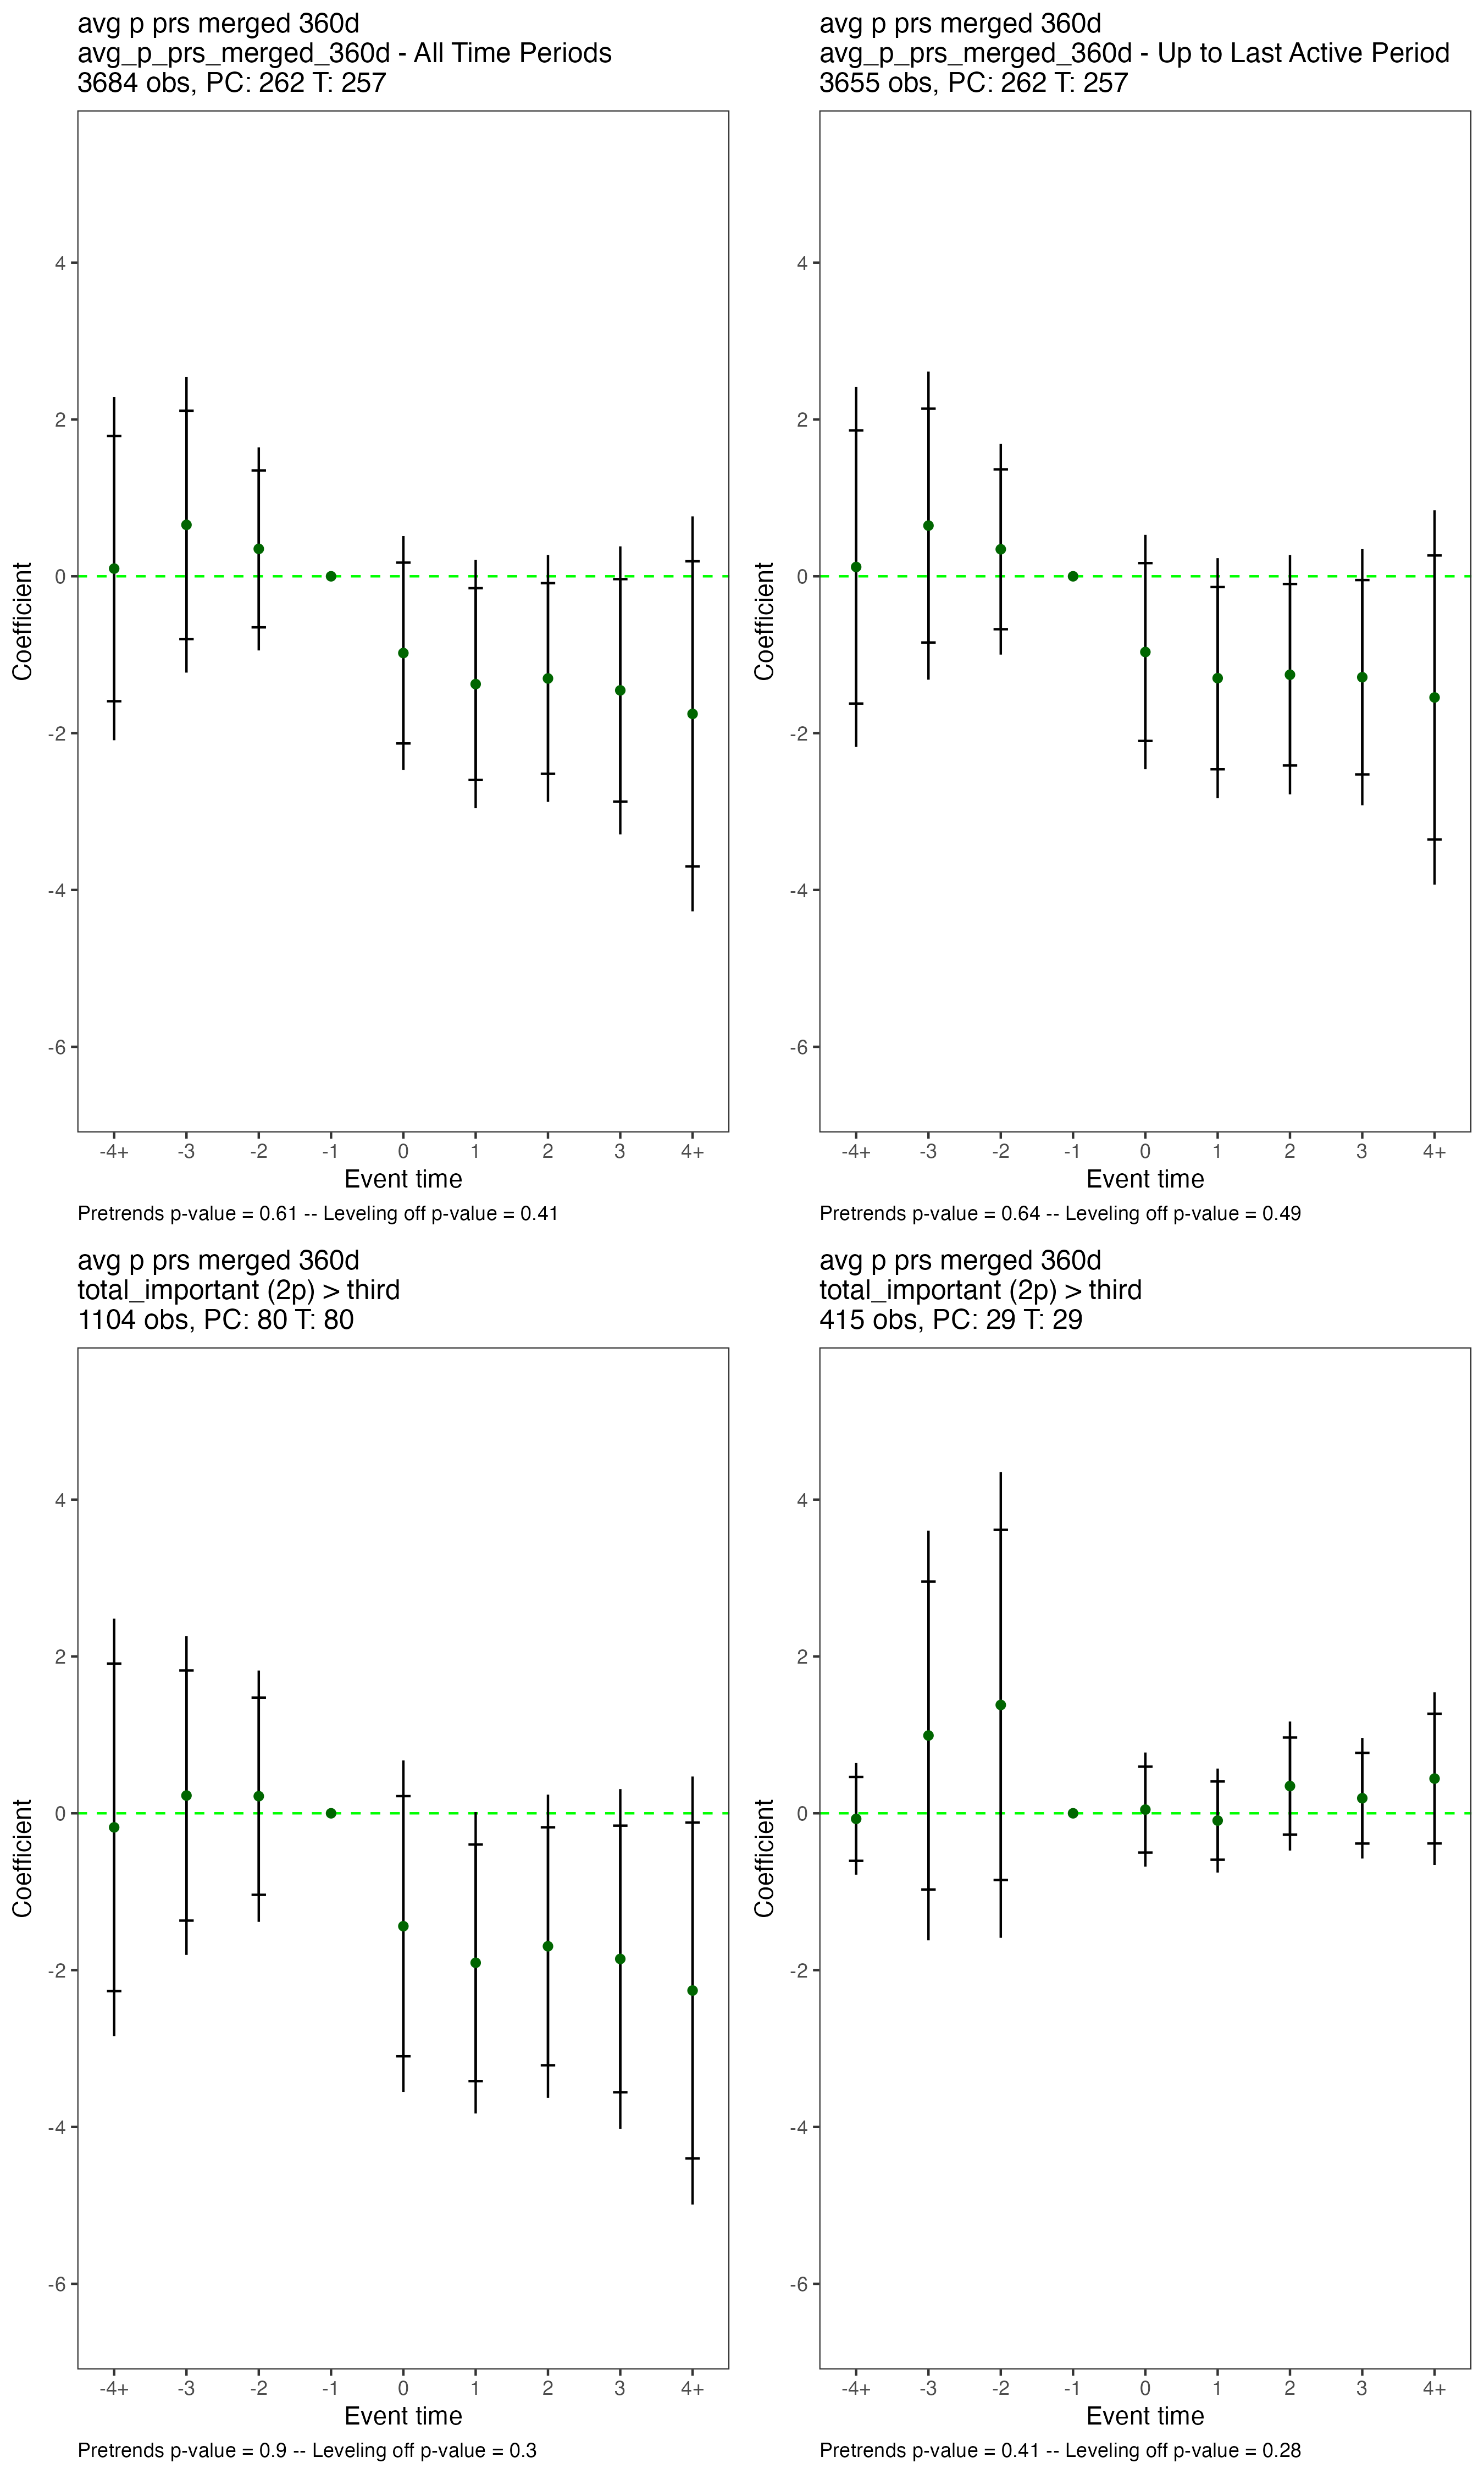 avg p prs merged 360d
avg_p_prs_merged_360d - All Time Periods
3684 obs, PC: 262 T: 257
4
2
0
-2
-4
-6
Coefficient
-4+ -3 -2 -1 0 1 2 3 4+
Event time
Pretrends p-value = 0.61 -- Leveling off p-value = 0.41
avg p prs merged 360d
avg_p_prs_merged_360d - Up to Last Active Period
3655 obs, PC: 262 T: 257
4
2
0
-2
-4
-6
Coefficient
-4+ -3 -2 -1 0 1 2 3 4+
Event time
Pretrends p-value = 0.64 -- Leveling off p-value = 0.49
avg p prs merged 360d
total_important (2p) > third
1104 obs, PC: 80 T: 80
4
2
0
-2
-4
-6
Coefficient
-4+ -3 -2 -1 0 1 2 3 4+
Event time
Pretrends p-value = 0.9 -- Leveling off p-value = 0.3
avg p prs merged 360d
total_important (2p) > third
415 obs, PC: 29 T: 29
4
2
0
-2
-4
-6
Coefficient
-4+ -3 -2 -1 0 1 2 3 4+
Event time
Pretrends p-value = 0.41 -- Leveling off p-value = 0.28